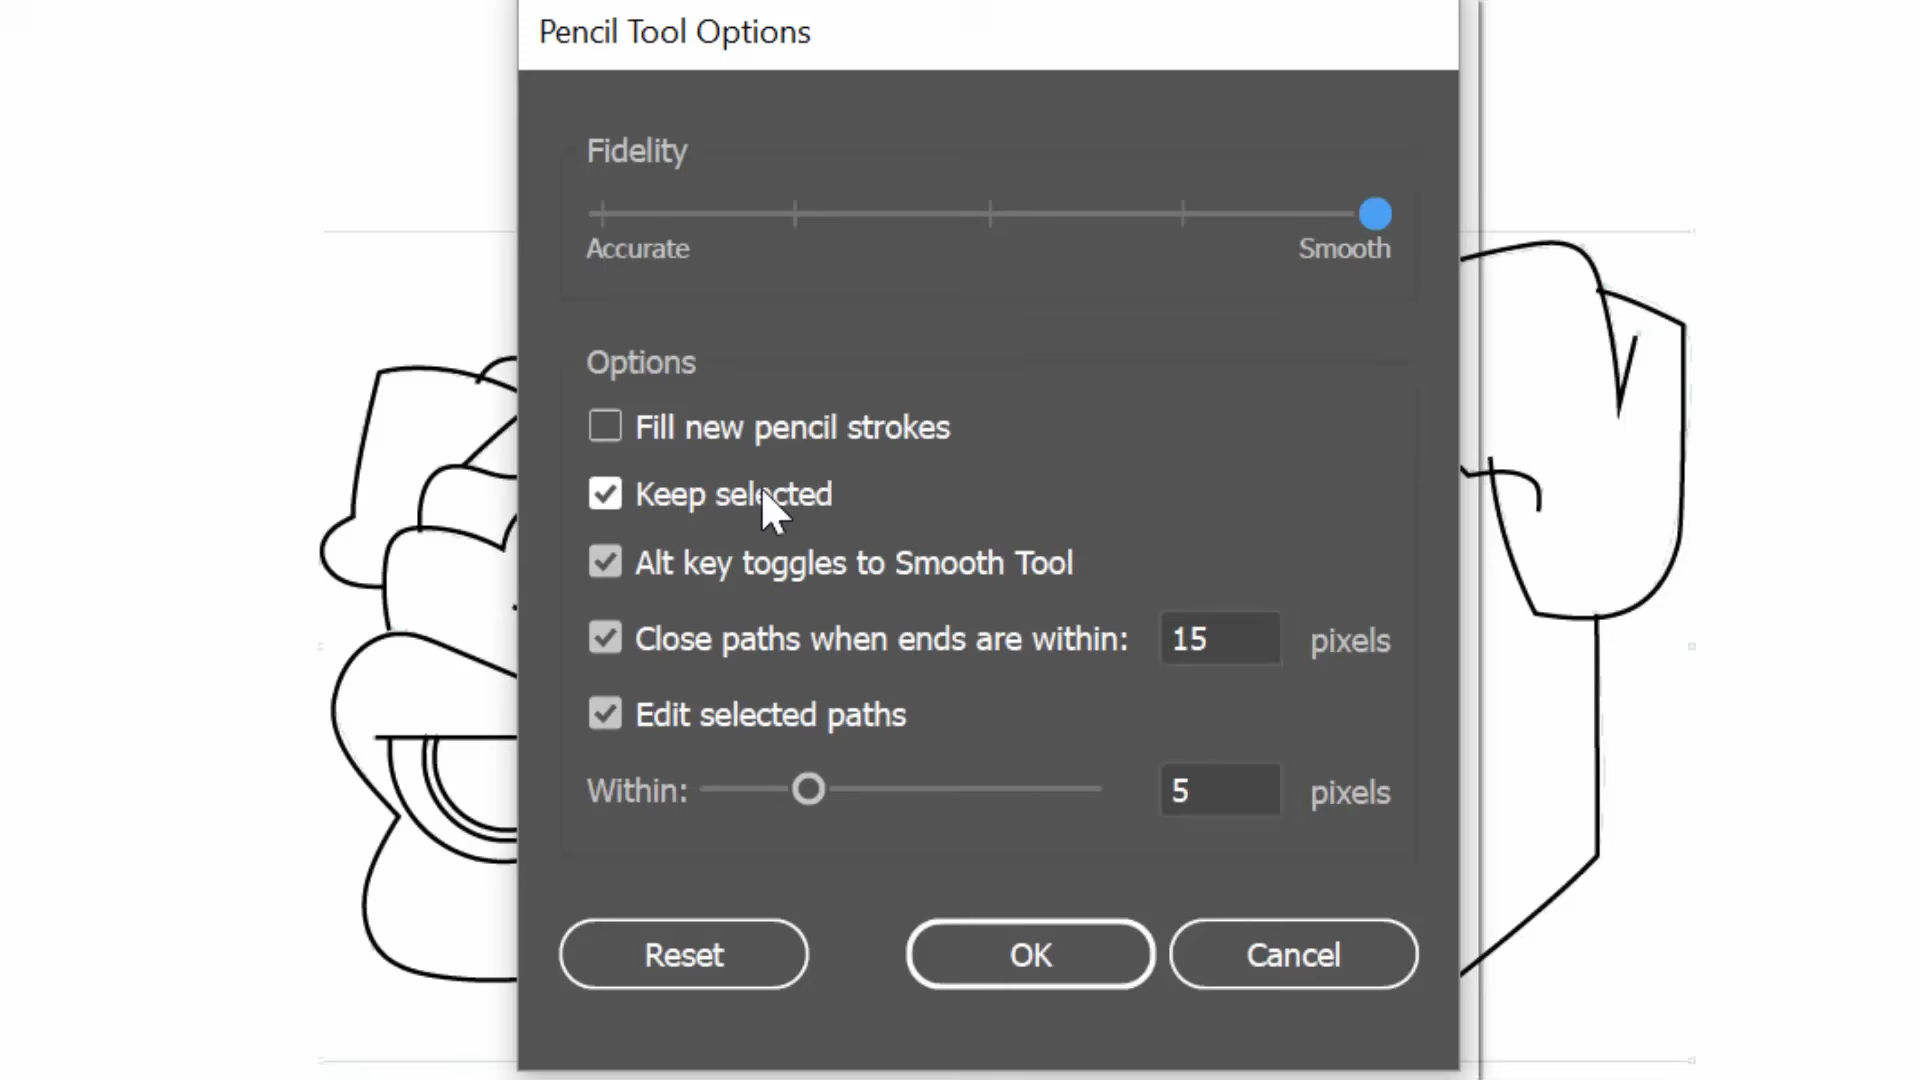 Pencil Tool Options
Fidelity
Accurate Smooth
Options
Fill new pencil strokes
Keep selected
Alt key toggles to Smooth Tool
Close paths when ends are within: 15 pixels
Edit selected paths
Within: 5 pixels
Reset OK Cancel